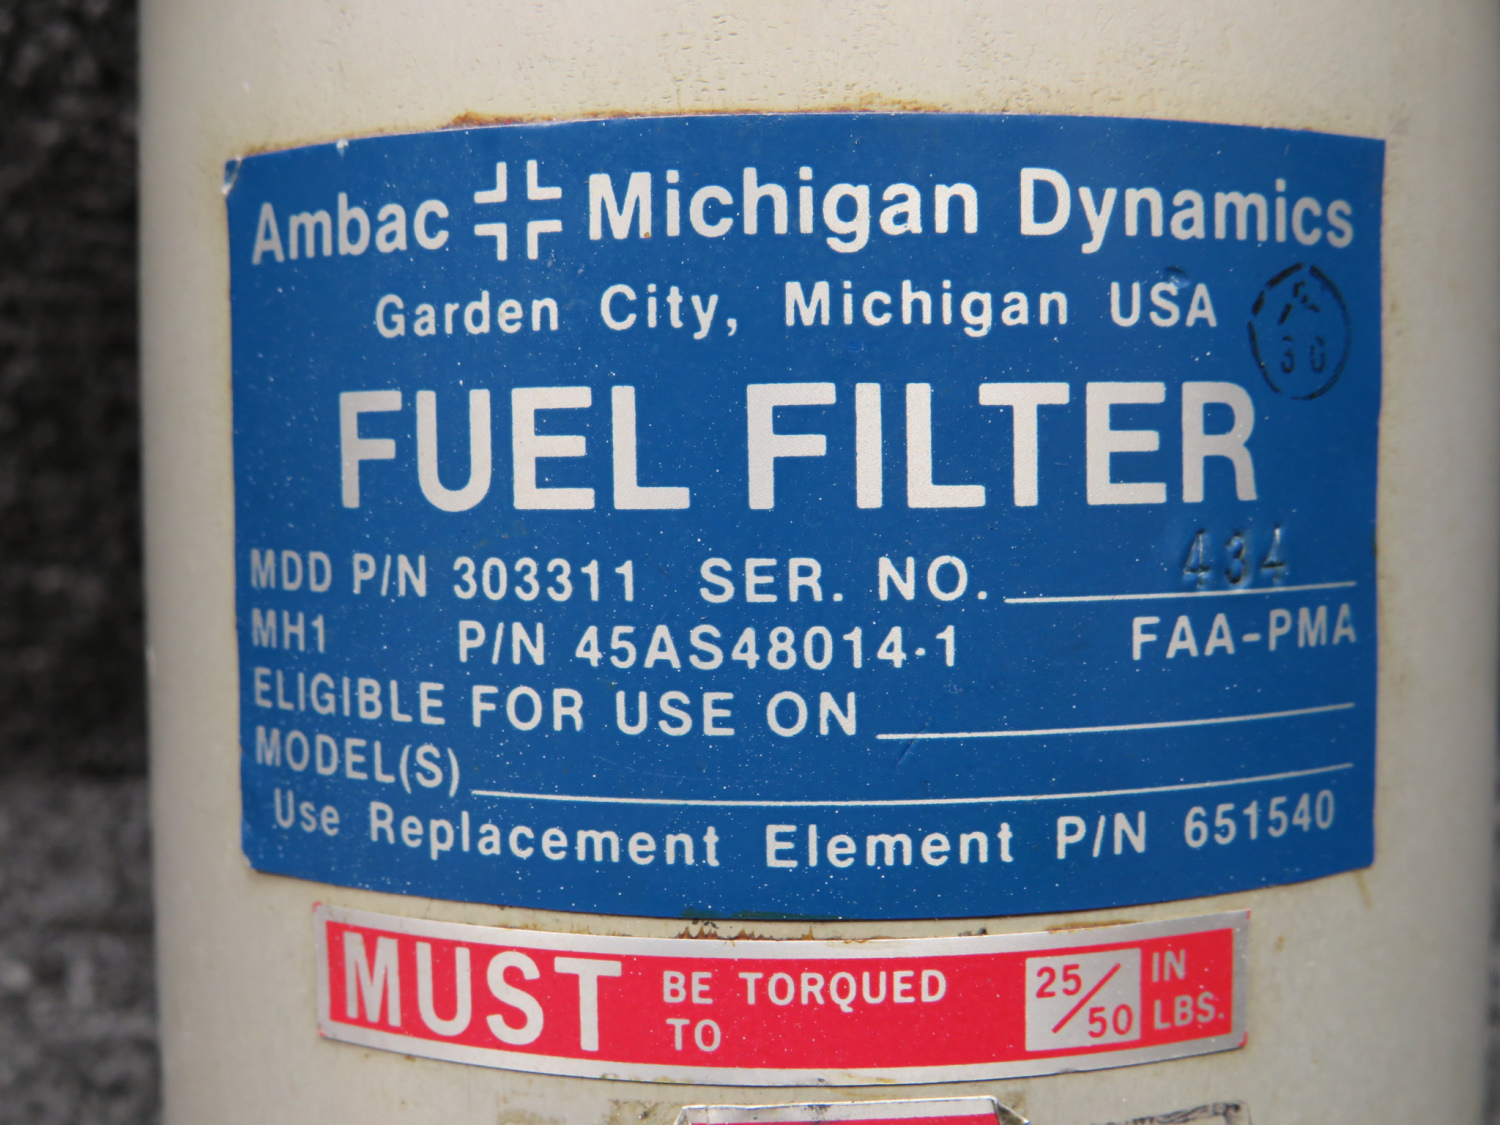 Ambac Michigan Dynamics
Garden City, Michigan USA
FUEL FILTER
MDD P/N 303311 SER. NO. 434
MH1 P/N 45AS48014-1 FAA-PMA
ELIGIBLE FOR USE ON
MODEL(S)
Use Replacement Element P/N 651540
MUST BE TORQUED TO 25/50 IN LBS.